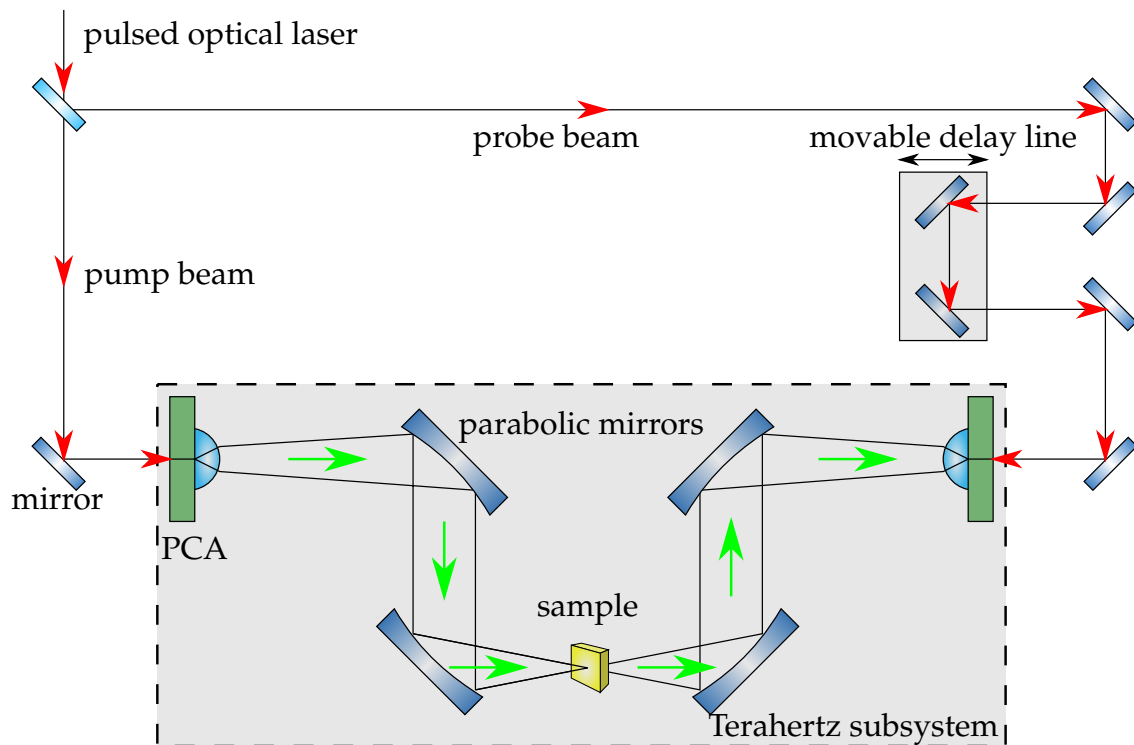 pulsed optical laser
probe beam
movable delay line
pump beam
parabolic mirrors
mirror
PCA
sample
Terahertz subsystem